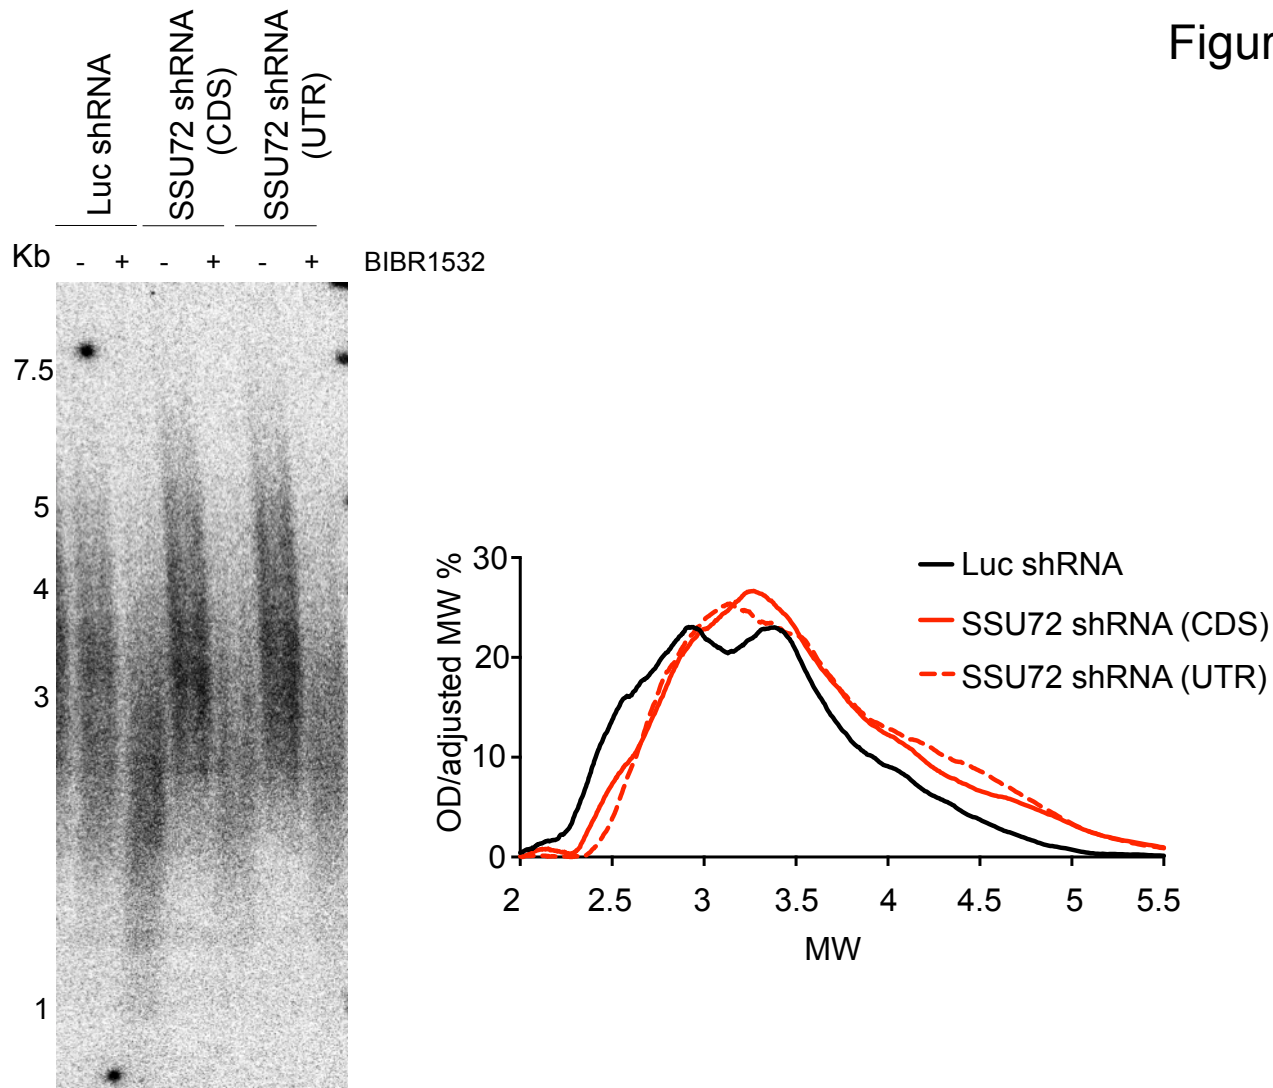 Figur
Luc shRNA
SSU72 shRNA
(CDS)
SSU72 shRNA
(UTR)
Kb - + - + - + BIBR1532
7.5
5
4
3
1
OD/adjusted MW %
30
20
10
0
2 2.5 3 3.5 4 4.5 5 5.5
MW
Luc shRNA
SSU72 shRNA (CDS)
SSU72 shRNA (UTR)